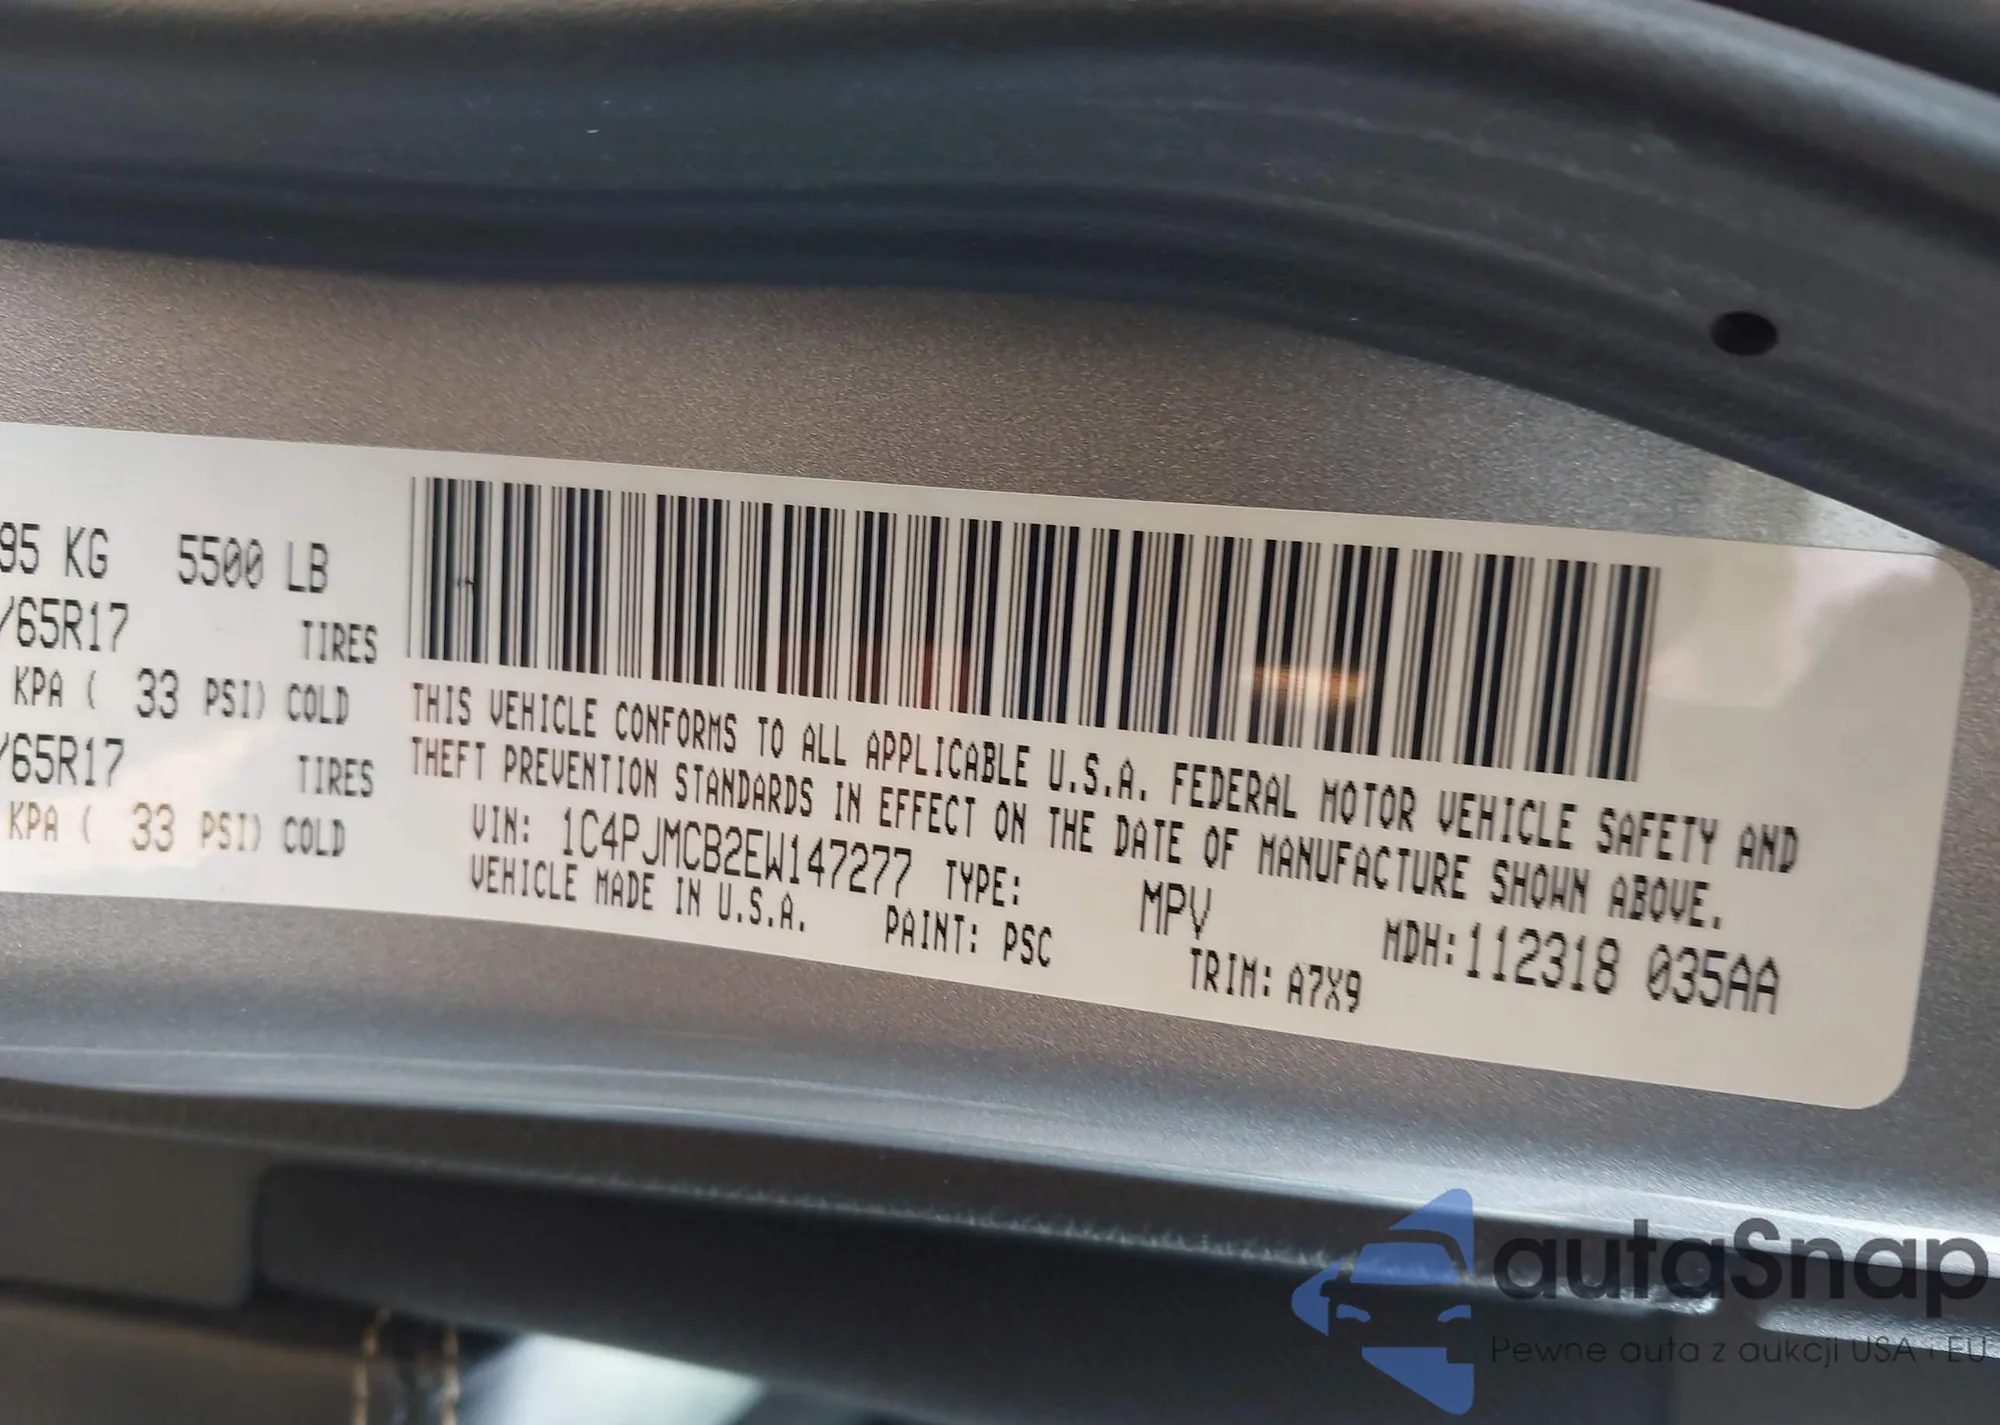 95 KG 5500 LB
/65R17 TIRES
KPA ( 33 PSI) COLD
/65R17 TIRES
KPA ( 33 PSI) COLD
THIS VEHICLE CONFORMS TO ALL APPLICABLE U.S.A. FEDERAL MOTOR VEHICLE SAFETY AND
THEFT PREVENTION STANDARDS IN EFFECT ON THE DATE OF MANUFACTURE SHOWN ABOVE.
VIN: 1C4PJMCB2EW147277 TYPE: MPV MDH:112318 035AA
VEHICLE MADE IN U.S.A. PAINT: PSC TRIM: A7X9
autaSnap
Pewne auta z aukcji USA i EU